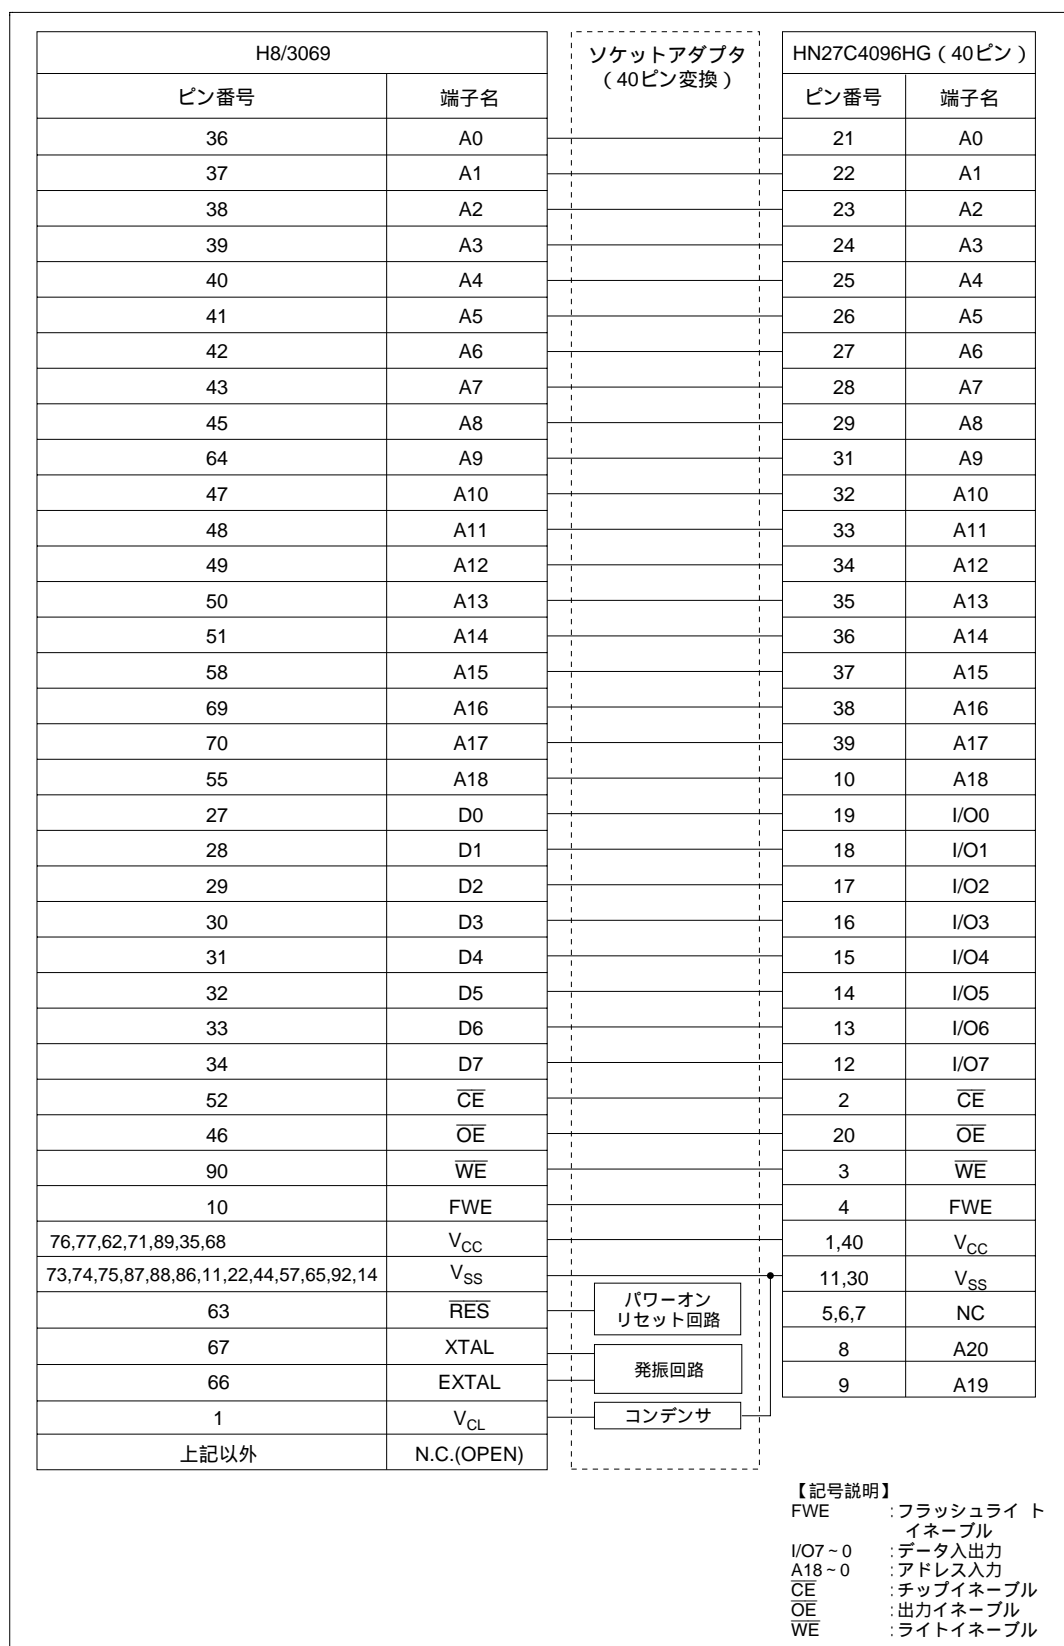 H8/3069 ソケットアダプタ HN27C4096HG（40ピン）
（40ピン変換）
ピン番号 端子名 ピン番号 端子名
36 A0 21 A0
37 A1 22 A1
38 A2 23 A2
39 A3 24 A3
40 A4 25 A4
41 A5 26 A5
42 A6 27 A6
43 A7 28 A7
45 A8 29 A8
64 A9 31 A9
47 A10 32 A10
48 A11 33 A11
49 A12 34 A12
50 A13 35 A13
51 A14 36 A14
58 A15 37 A15
69 A16 38 A16
70 A17 39 A17
55 A18 10 A18
27 D0 19 I/O0
28 D1 18 I/O1
29 D2 17 I/O2
30 D3 16 I/O3
31 D4 15 I/O4
32 D5 14 I/O5
33 D6 13 I/O6
34 D7 12 I/O7
52 C̅E̅ 2 C̅E̅
46 O̅E̅ 20 O̅E̅
90 W̅E̅ 3 W̅E̅
10 FWE 4 FWE
76,77,62,71,89,35,68 VCC 1,40 VCC
73,74,75,87,88,86,11,22,44,57,65,92,14 VSS 11,30 VSS
63 R̅E̅S̅ パワーオン 5,6,7 NC
リセット回路
67 XTAL 発振回路 8 A20
66 EXTAL 9 A19
1 VCL コンデンサ
上記以外 N.C.(OPEN)
【記号説明】
FWE :フラッシュライト
イネーブル
I/O7~0 :データ入出力
A18~0 :アドレス入力
C̅E̅ :チップイネーブル
O̅E̅ :出力イネーブル
W̅E̅ :ライトイネーブル